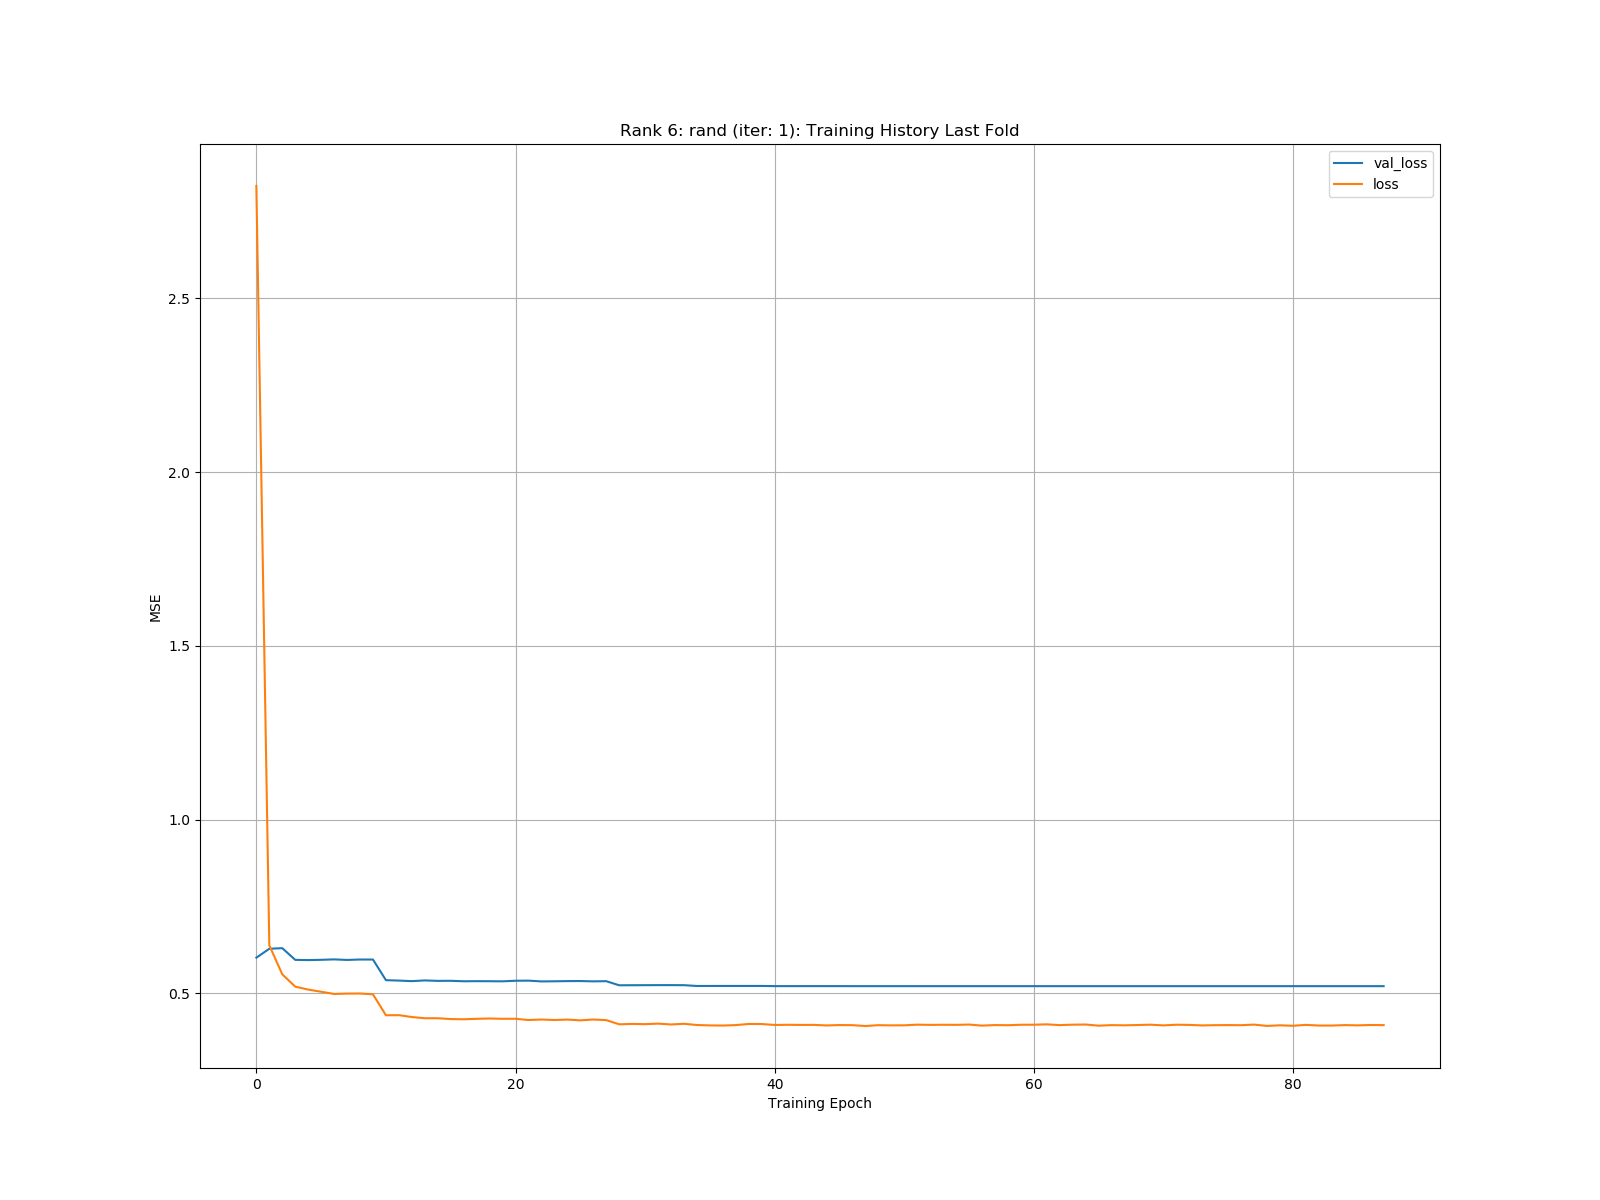 Rank 6: rand (iter: 1): Training History Last Fold
val_loss
loss
2.5
2.0
1.5
1.0
0.5
MSE
0 20 40 60 80
Training Epoch